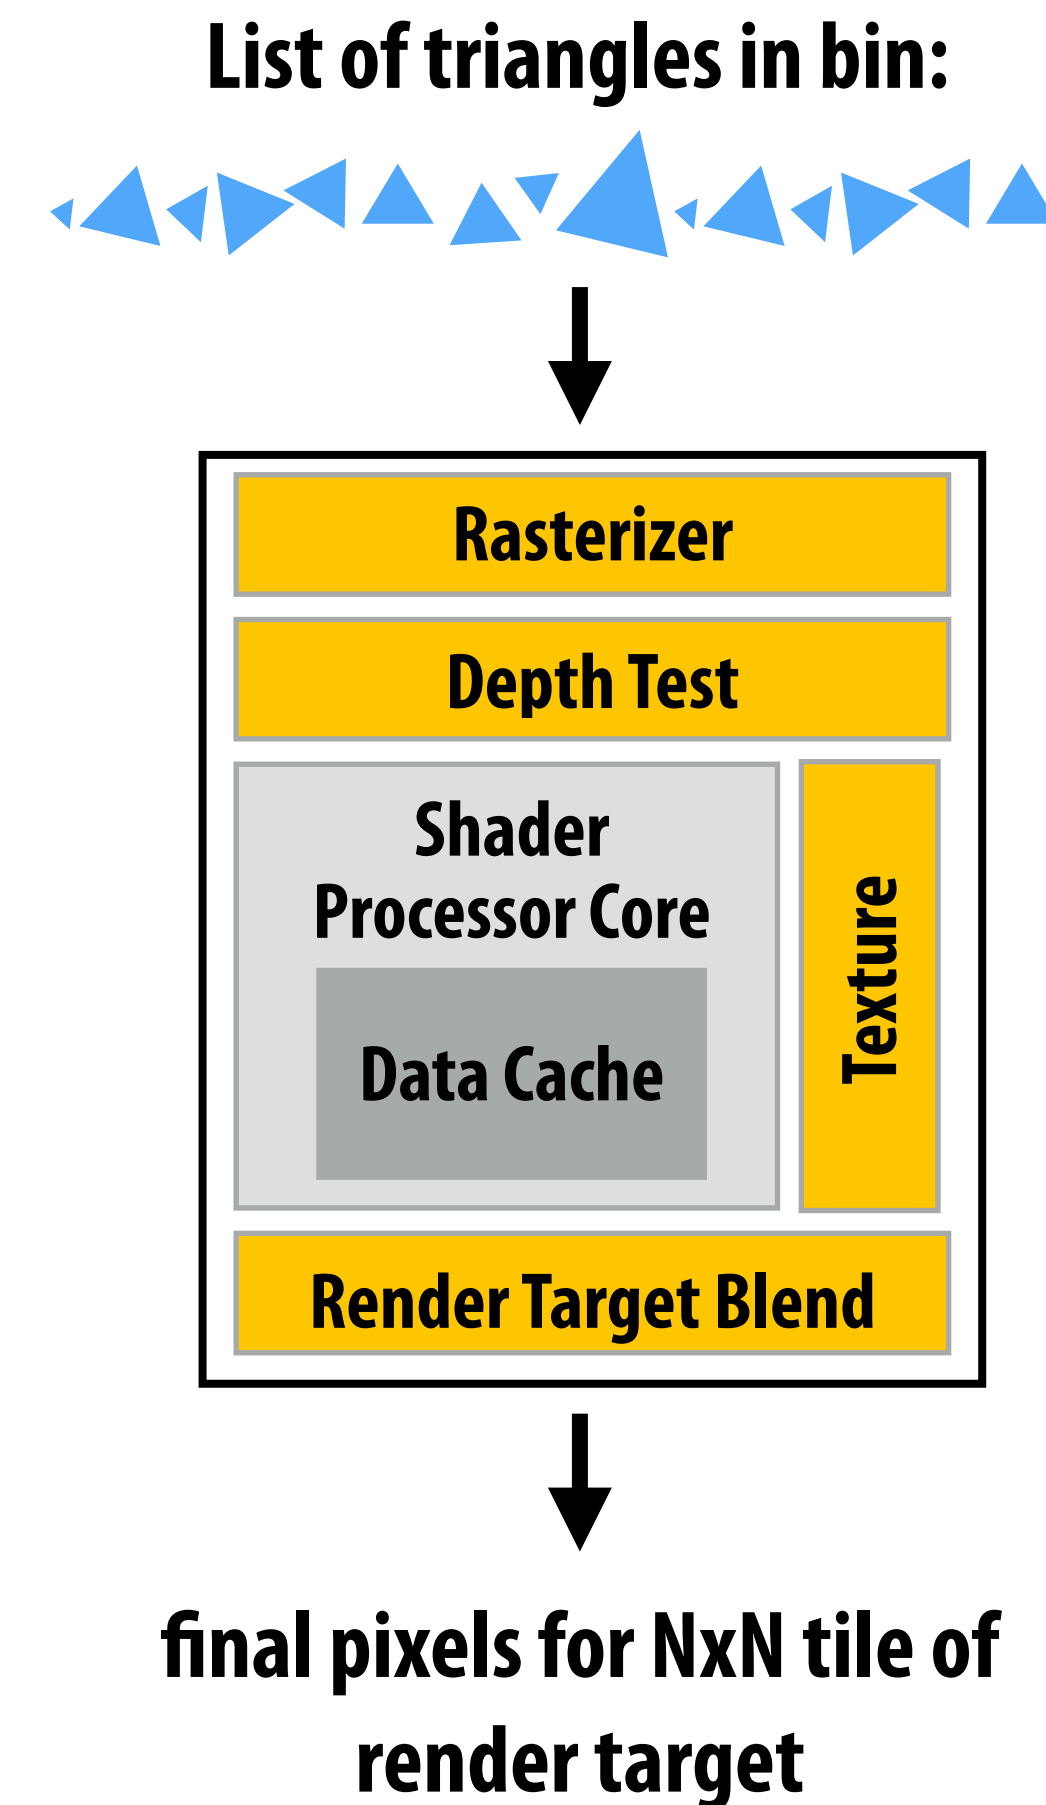 List of triangles in bin:
Rasterizer
Depth Test
Shader
Processor Core
Data Cache
Texture
Render Target Blend
final pixels for NxN tile of
render target